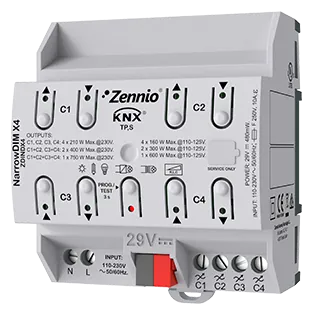 NarrowDIM X4
ZDINDX4
C1
Zennio
KNX
TP,S
C2
OUTPUTS:
C1, C2, C3, C4: 4 x 210 W Max.@230V.
C1+C2, C3+C4: 2 x 400 W Max.@230V.
C1+C2+C3+C4: 1 x 750 W Max.@230V.
4 x 160 W Max.@110-125V.
2 x 300 W Max.@110-125V.
1 x 600 W Max.@110-125V.
POWER: 29V 480mW.
INPUT: 110-230V~50/60Hz.
F 250V, 10A
PROG./
TEST
3 s
SERVICE ONLY
C3
C4
29V
N
L
INPUT:
110-230V
~50/60Hz.
C1
C2
C3
C4